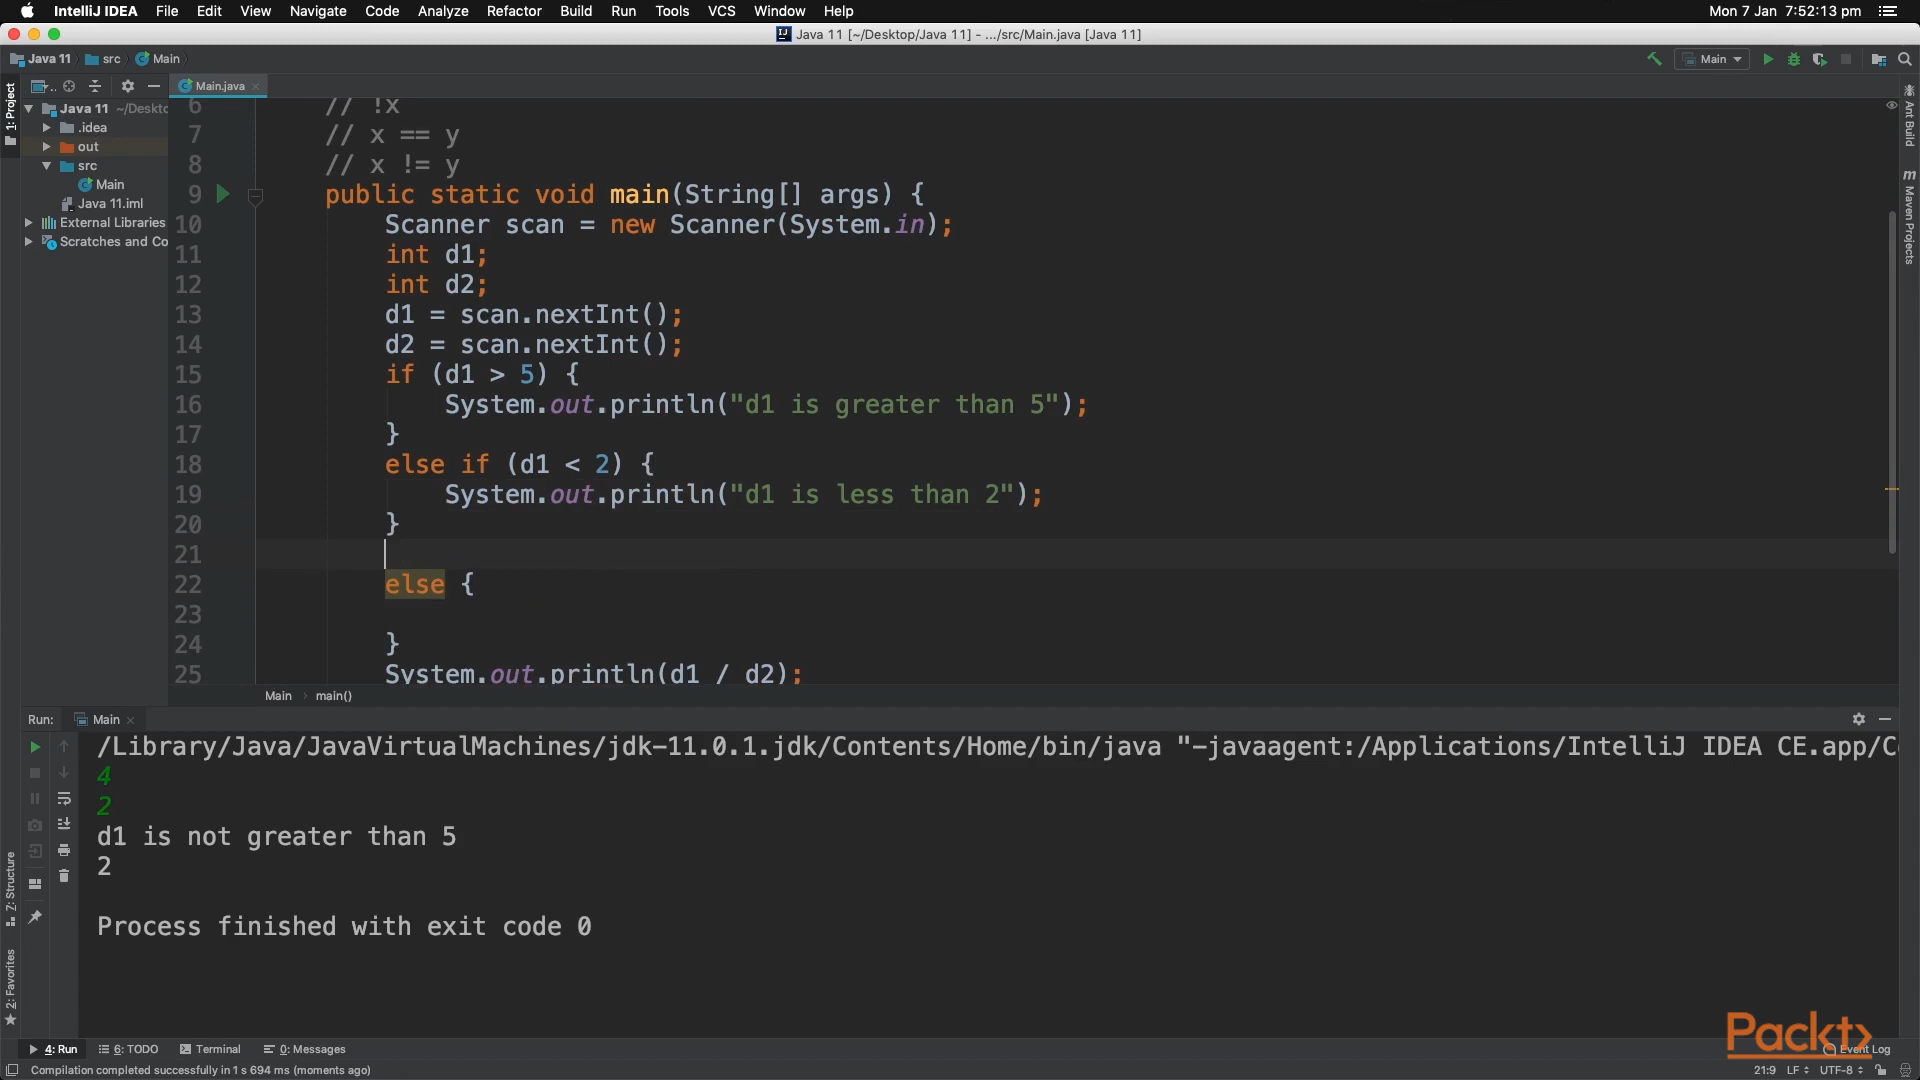 IntelliJ IDEA File Edit View Navigate Code Analyze Refactor Build Run Tools VCS Window Help Mon 7 Jan 7:52:13 pm
Java 11 [~/Desktop/Java 11] - .../src/Main.java [Java 11]
Java 11 src Main Main
1: Project
Main.java
Java 11 ~/Deskto
.idea
out
src
Main
Java 11.iml
External Libraries
Scratches and Co
6 // !x
7 // x == y
8 // x != y
9 public static void main(String[] args) {
10 Scanner scan = new Scanner(System.in);
11 int d1;
12 int d2;
13 d1 = scan.nextInt();
14 d2 = scan.nextInt();
15 if (d1 > 5) {
16 System.out.println("d1 is greater than 5");
17 }
18 else if (d1 < 2) {
19 System.out.println("d1 is less than 2");
20 }
21
22 else {
23
24 }
25 System.out.println(d1 / d2);
Ant Build
Maven Projects
Main main()
Run: Main
/Library/Java/JavaVirtualMachines/jdk-11.0.1.jdk/Contents/Home/bin/java "-javaagent:/Applications/IntelliJ IDEA CE.app/C
4
2
d1 is not greater than 5
2
Process finished with exit code 0
Z: Structure
2: Favorites
Packt>
4: Run 6: TODO Terminal 0: Messages Event Log
Compilation completed successfully in 1 s 694 ms (moments ago) 21:9 LF UTF-8